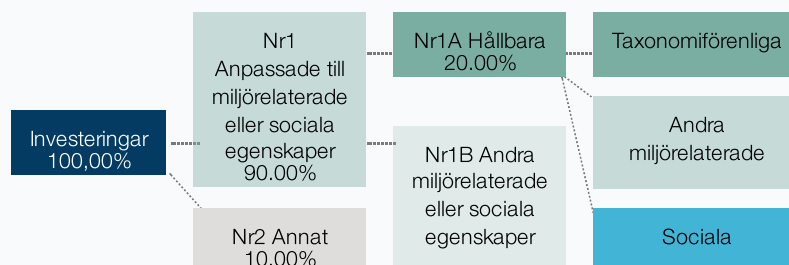 Investeringar
100,00%
Nr1
Anpassade till
miljörelaterade
eller sociala
egenskaper
90.00%
Nr2 Annat
10.00%
Nr1A Hållbara
20.00%
Nr1B Andra
miljörelaterade
eller sociala
egenskaper
Taxonomiförenliga
Andra
miljörelaterade
Sociala